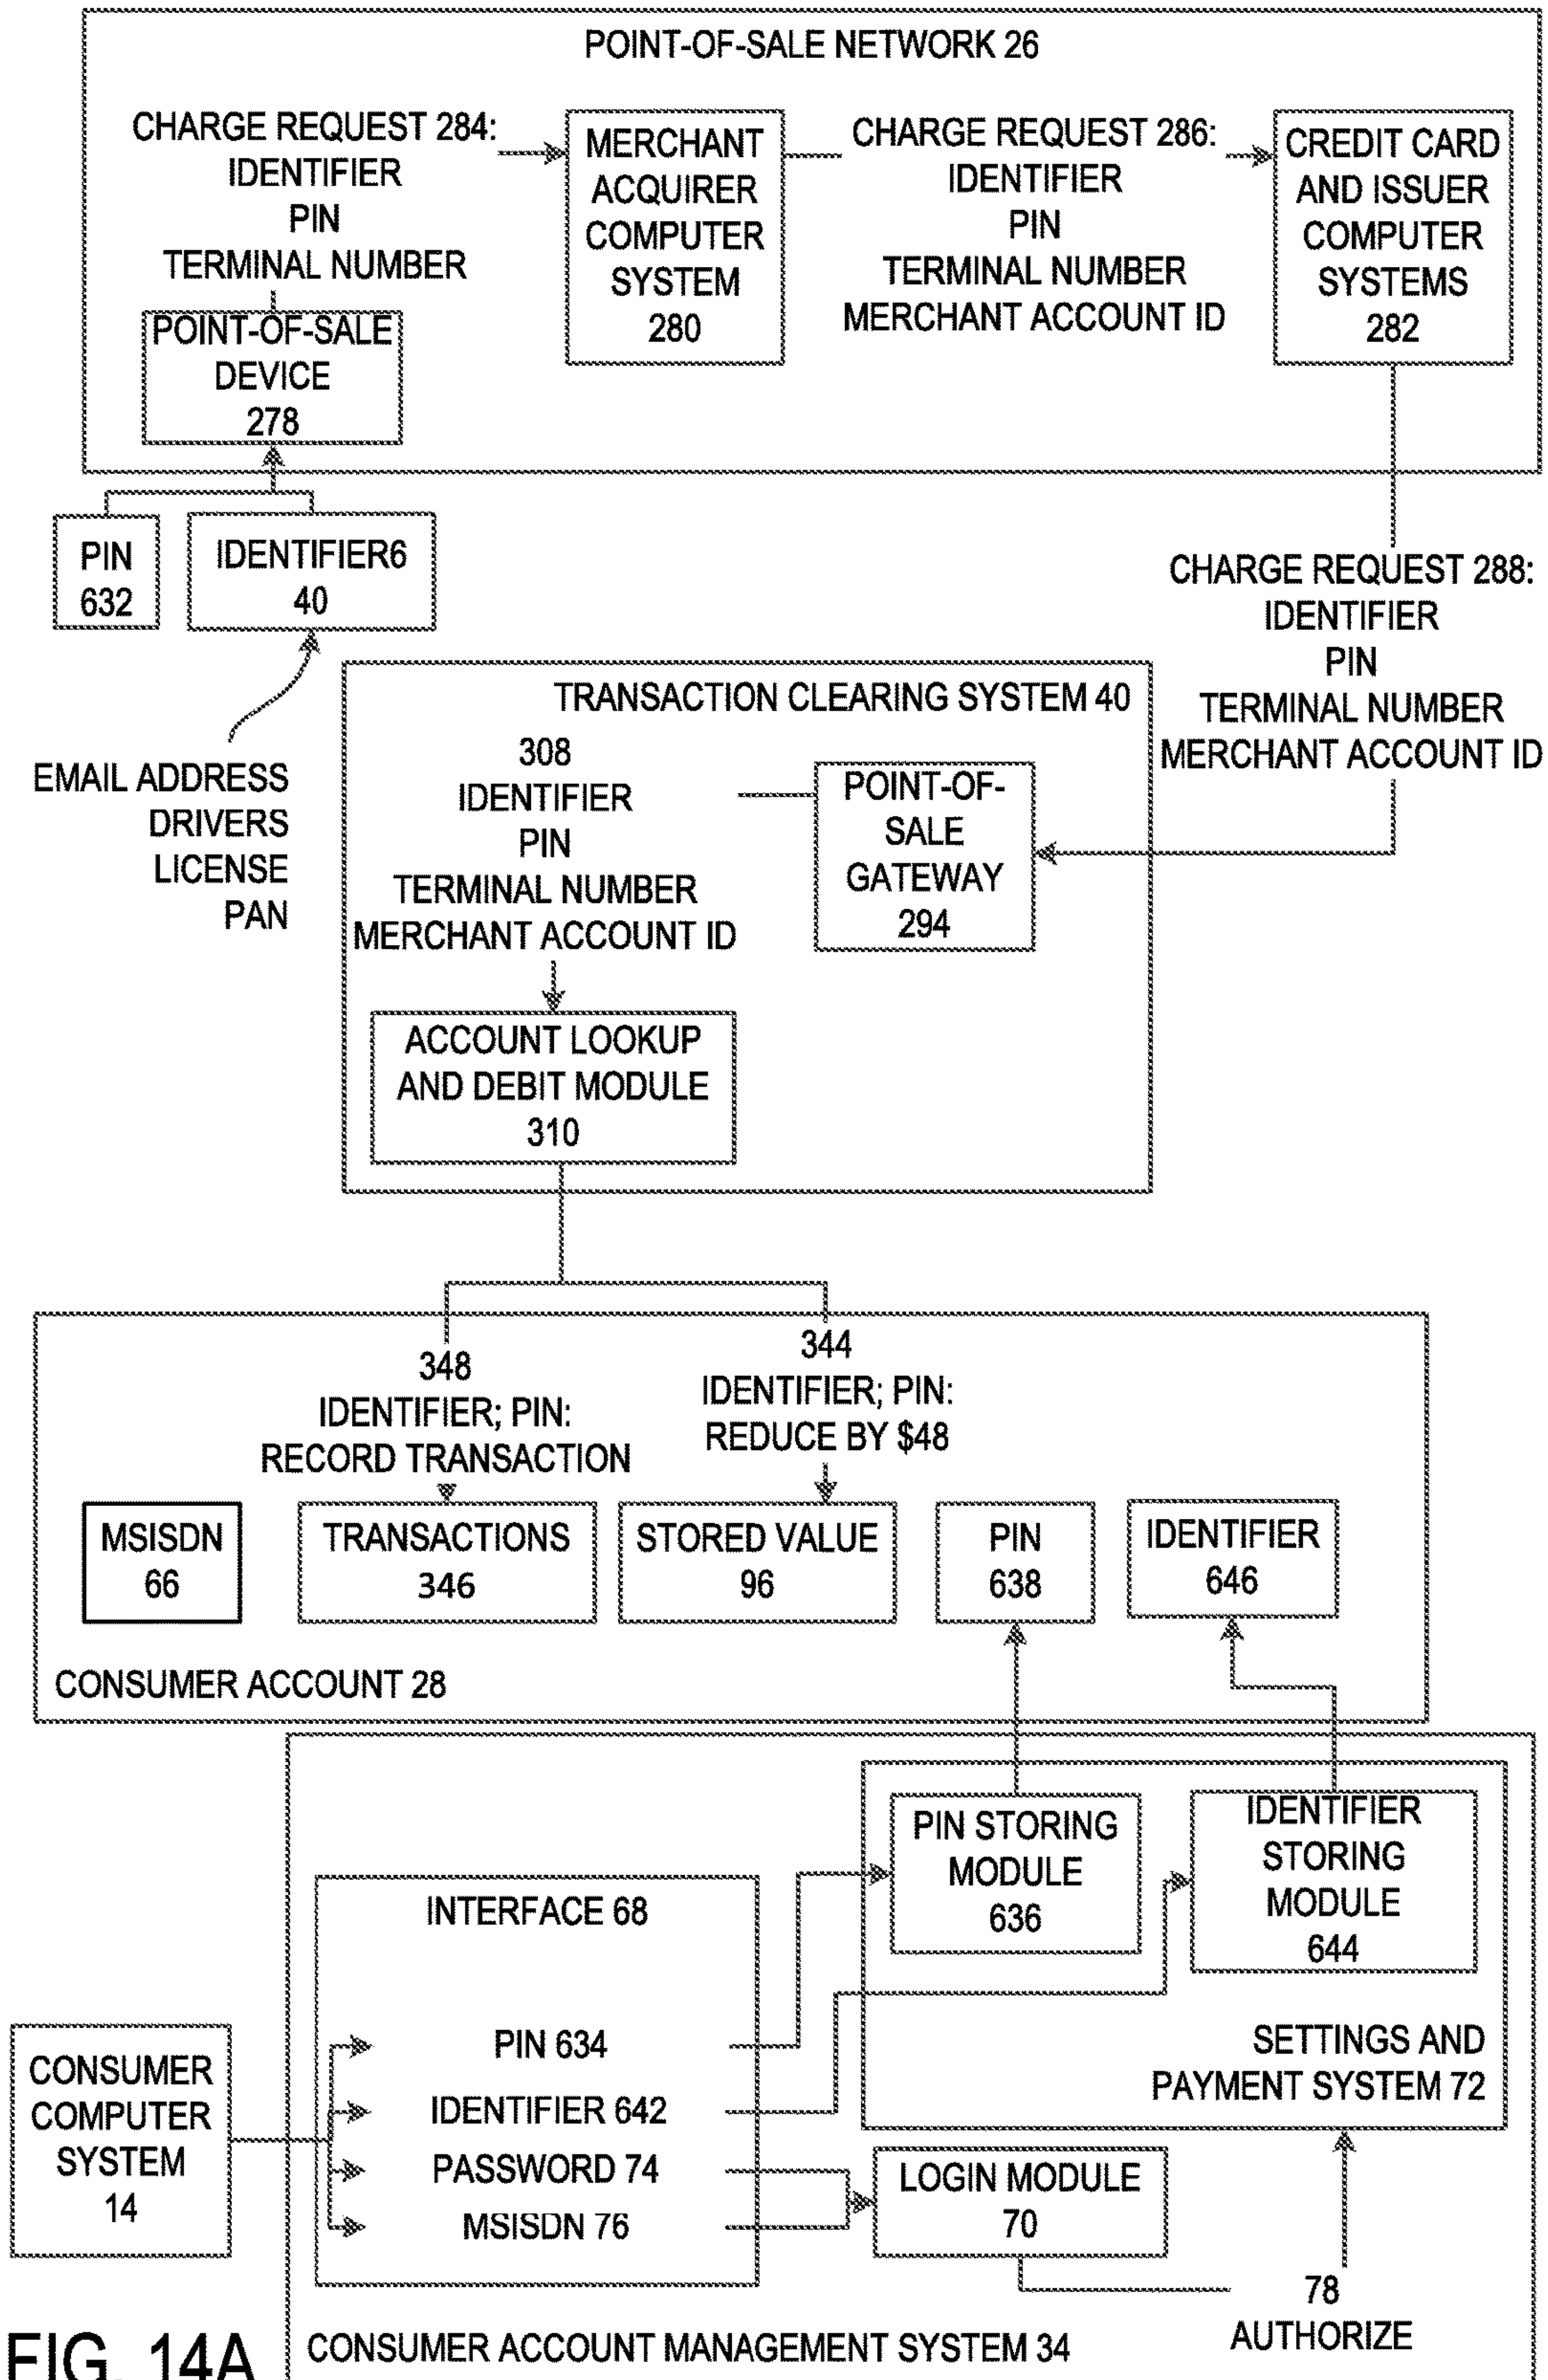 POINT-OF-SALE NETWORK 26
CHARGE REQUEST 284:
IDENTIFIER
PIN
TERMINAL NUMBER
MERCHANT
ACQUIRER
COMPUTER
SYSTEM
280
CHARGE REQUEST 286:
IDENTIFIER
PIN
TERMINAL NUMBER
MERCHANT ACCOUNT ID
CREDIT CARD
AND ISSUER
COMPUTER
SYSTEMS
282
POINT-OF-SALE
DEVICE
278
PIN
632
IDENTIFIER6
40
CHARGE REQUEST 288:
IDENTIFIER
PIN
TERMINAL NUMBER
MERCHANT ACCOUNT ID
EMAIL ADDRESS
DRIVERS
LICENSE
PAN
TRANSACTION CLEARING SYSTEM 40
308
IDENTIFIER
PIN
TERMINAL NUMBER
MERCHANT ACCOUNT ID
POINT-OF-
SALE
GATEWAY
294
ACCOUNT LOOKUP
AND DEBIT MODULE
310
348
IDENTIFIER; PIN:
RECORD TRANSACTION
344
IDENTIFIER; PIN:
REDUCE BY $48
MSISDN
66
TRANSACTIONS
346
STORED VALUE
96
PIN
638
IDENTIFIER
646
CONSUMER ACCOUNT 28
PIN STORING
MODULE
636
IDENTIFIER
STORING
MODULE
644
SETTINGS AND
PAYMENT SYSTEM 72
INTERFACE 68
PIN 634
IDENTIFIER 642
PASSWORD 74
MSISDN 76
CONSUMER
COMPUTER
SYSTEM
14
LOGIN MODULE
70
78
AUTHORIZE
CONSUMER ACCOUNT MANAGEMENT SYSTEM 34
FIG. 14A